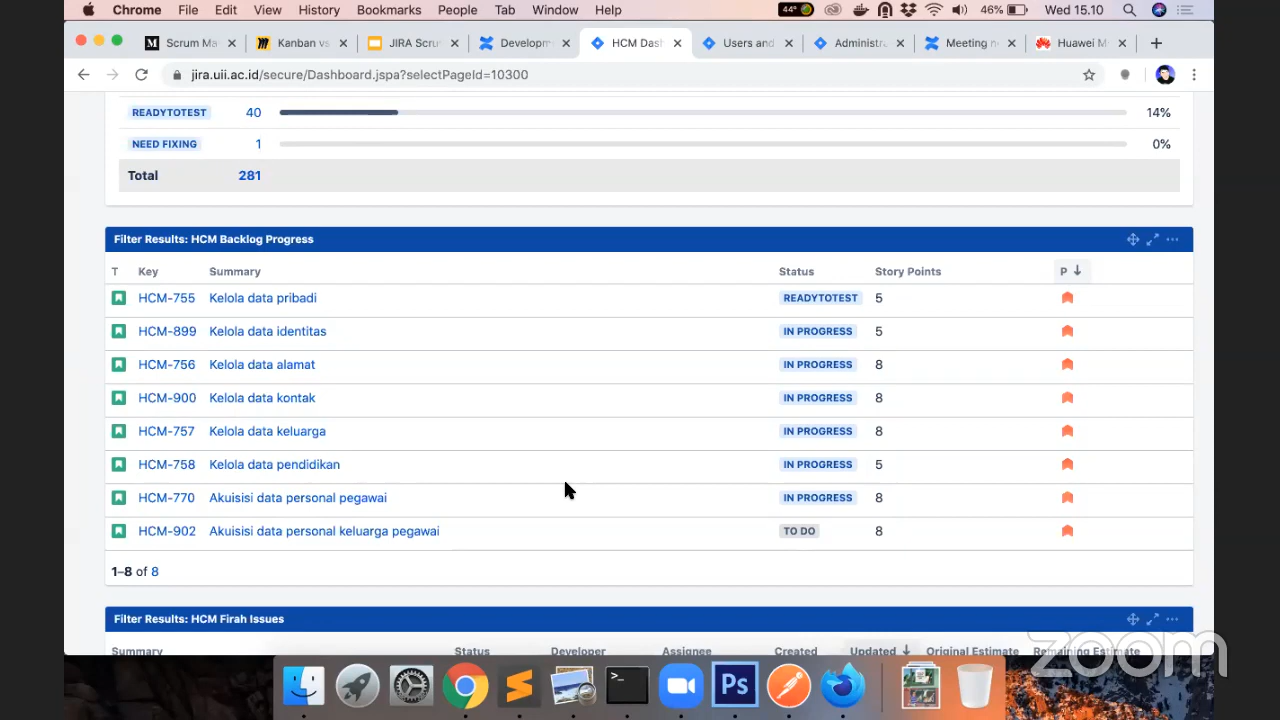 Chrome File Edit View History Bookmarks People Tab Window Help 44° 46% Wed 15.10
Scrum Ma Kanban vs JIRA Scru Developm HCM Das Users and Administra Meeting n Huawei M
jira.uii.ac.id/secure/Dashboard.jspa?selectPageId=10300
READYTOTEST 40 14%
NEED FIXING 1 0%
Total 281
Filter Results: HCM Backlog Progress
T Key Summary Status Story Points P
HCM-755 Kelola data pribadi READYTOTEST 5
HCM-899 Kelola data identitas IN PROGRESS 5
HCM-756 Kelola data alamat IN PROGRESS 8
HCM-900 Kelola data kontak IN PROGRESS 8
HCM-757 Kelola data keluarga IN PROGRESS 8
HCM-758 Kelola data pendidikan IN PROGRESS 5
HCM-770 Akuisisi data personal pegawai IN PROGRESS 8
HCM-902 Akuisisi data personal keluarga pegawai TO DO 8
1–8 of 8
Filter Results: HCM Firah Issues
Summary Status Developer Assignee Created Updated Original Estimate Remaining Estimate
zoom
Ps